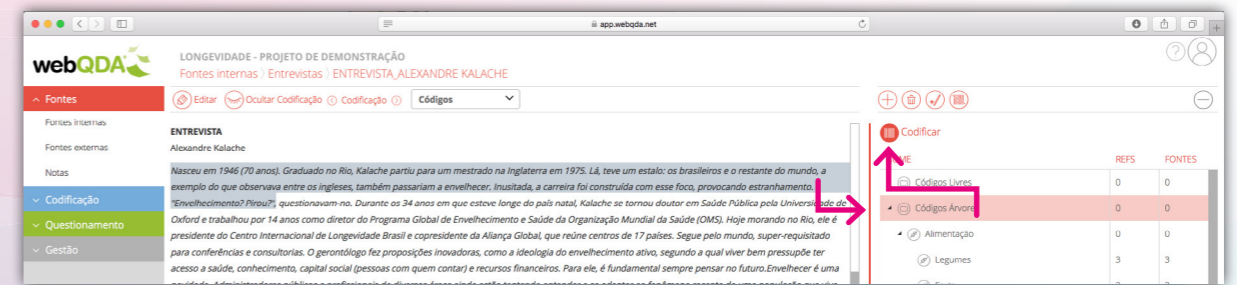 app.webqda.net
webQDA
LONGEVIDADE - PROJETO DE DEMONSTRAÇÃO
Fontes internas ⟩ Entrevistas ⟩ ENTREVISTA_ALEXANDRE KALACHE
Fontes
Fontes internas
Fontes externas
Notas
Codificação
Questionamento
Gestão
Editar Ocultar Codificação Codificação Códigos
ENTREVISTA
Alexandre Kalache
Nasceu em 1946 (70 anos). Graduado no Rio, Kalache partiu para um mestrado na Inglaterra em 1975. Lá, teve um estalo: os brasileiros e o restante do mundo, a
exemplo do que observava entre os ingleses, também passariam a envelhecer. Inusitada, a carreira foi construída com esse foco, provocando estranhamento.
"Envelhecimento? Pirou?", questionavam-no. Durante os 34 anos em que esteve longe do país natal, Kalache se tornou doutor em Saúde Pública pela Universidade de
Oxford e trabalhou por 14 anos como diretor do Programa Global de Envelhecimento e Saúde da Organização Mundial da Saúde (OMS). Hoje morando no Rio, ele é
presidente do Centro Internacional de Longevidade Brasil e copresidente da Aliança Global, que reúne centros de 17 países. Segue pelo mundo, super-requisitado
para conferências e consultorias. O gerontólogo fez proposições inovadoras, como a ideologia do envelhecimento ativo, segundo a qual viver bem pressupõe ter
acesso a saúde, conhecimento, capital social (pessoas com quem contar) e recursos financeiros. Para ele, é fundamental sempre pensar no futuro.Envelhecer é uma
Codificar
REFS FONTES
Códigos Livres 0 0
Códigos Árvore 0 0
Alimentação 0 0
Legumes 3 3